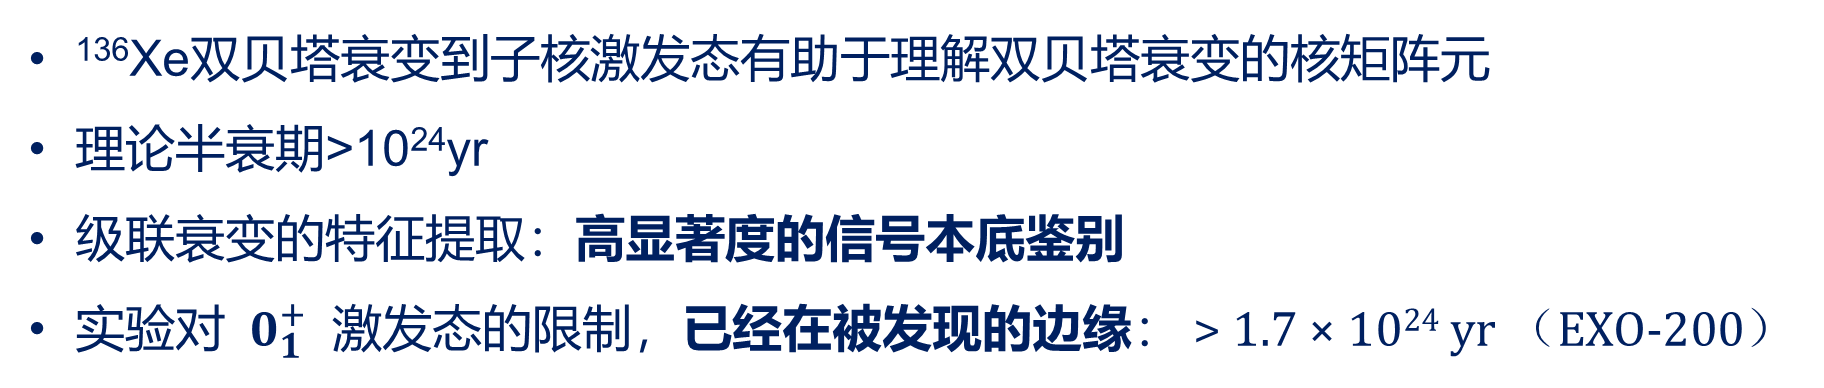 • ¹³⁶Xe双贝塔衰变到子核激发态有助于理解双贝塔衰变的核矩阵元
• 理论半衰期>10²⁴yr
• 级联衰变的特征提取：高显著度的信号本底鉴别
• 实验对 0₁⁺ 激发态的限制，已经在被发现的边缘： > 1.7 × 10²⁴ yr （EXO-200）